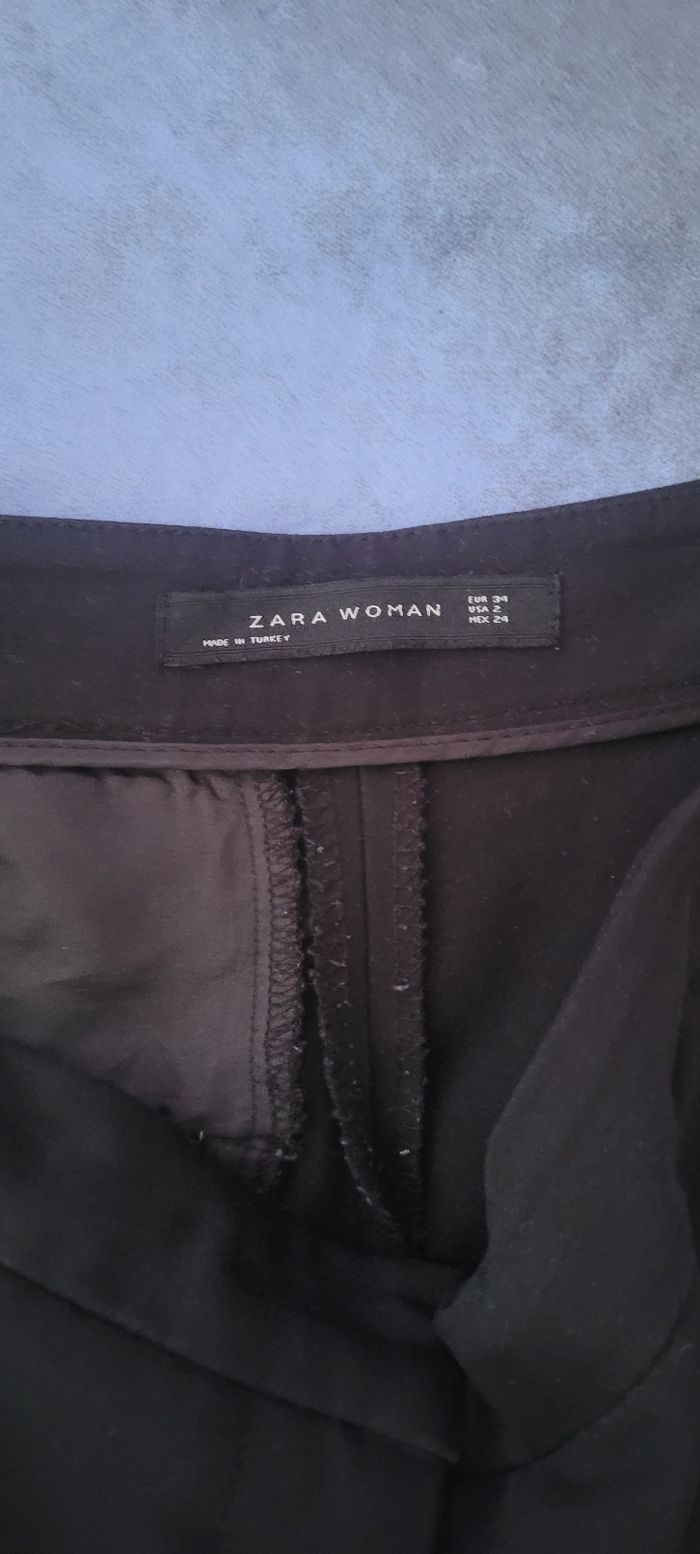 ZARA WOMAN
MADE IN TURKEY
EUR 34
USA 2
MEX 24